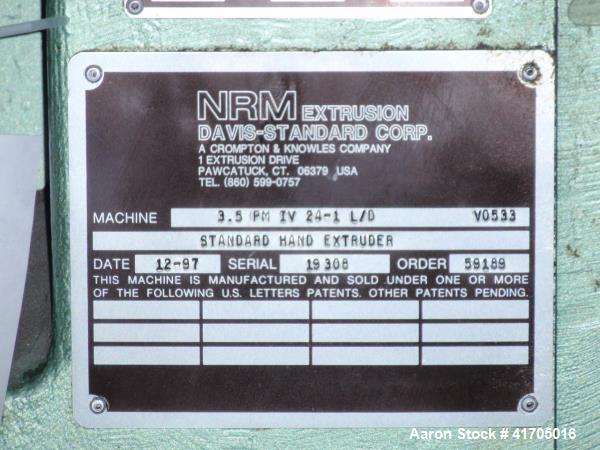 NRM EXTRUSION
DAVIS-STANDARD CORP.
A CROMPTON & KNOWLES COMPANY
1 EXTRUSION DRIVE
PAWCATUCK, CT. 06379 USA
TEL. (860) 599-0757
MACHINE 3.5 PM IV 24-1 L/D V0533
STANDARD HAND EXTRUDER
DATE 12-97 SERIAL 19308 ORDER 59189
THIS MACHINE IS MANUFACTURED AND SOLD UNDER ONE OR MORE
OF THE FOLLOWING U.S. LETTERS PATENTS. OTHER PATENTS PENDING.
Aaron Stock # 41705016